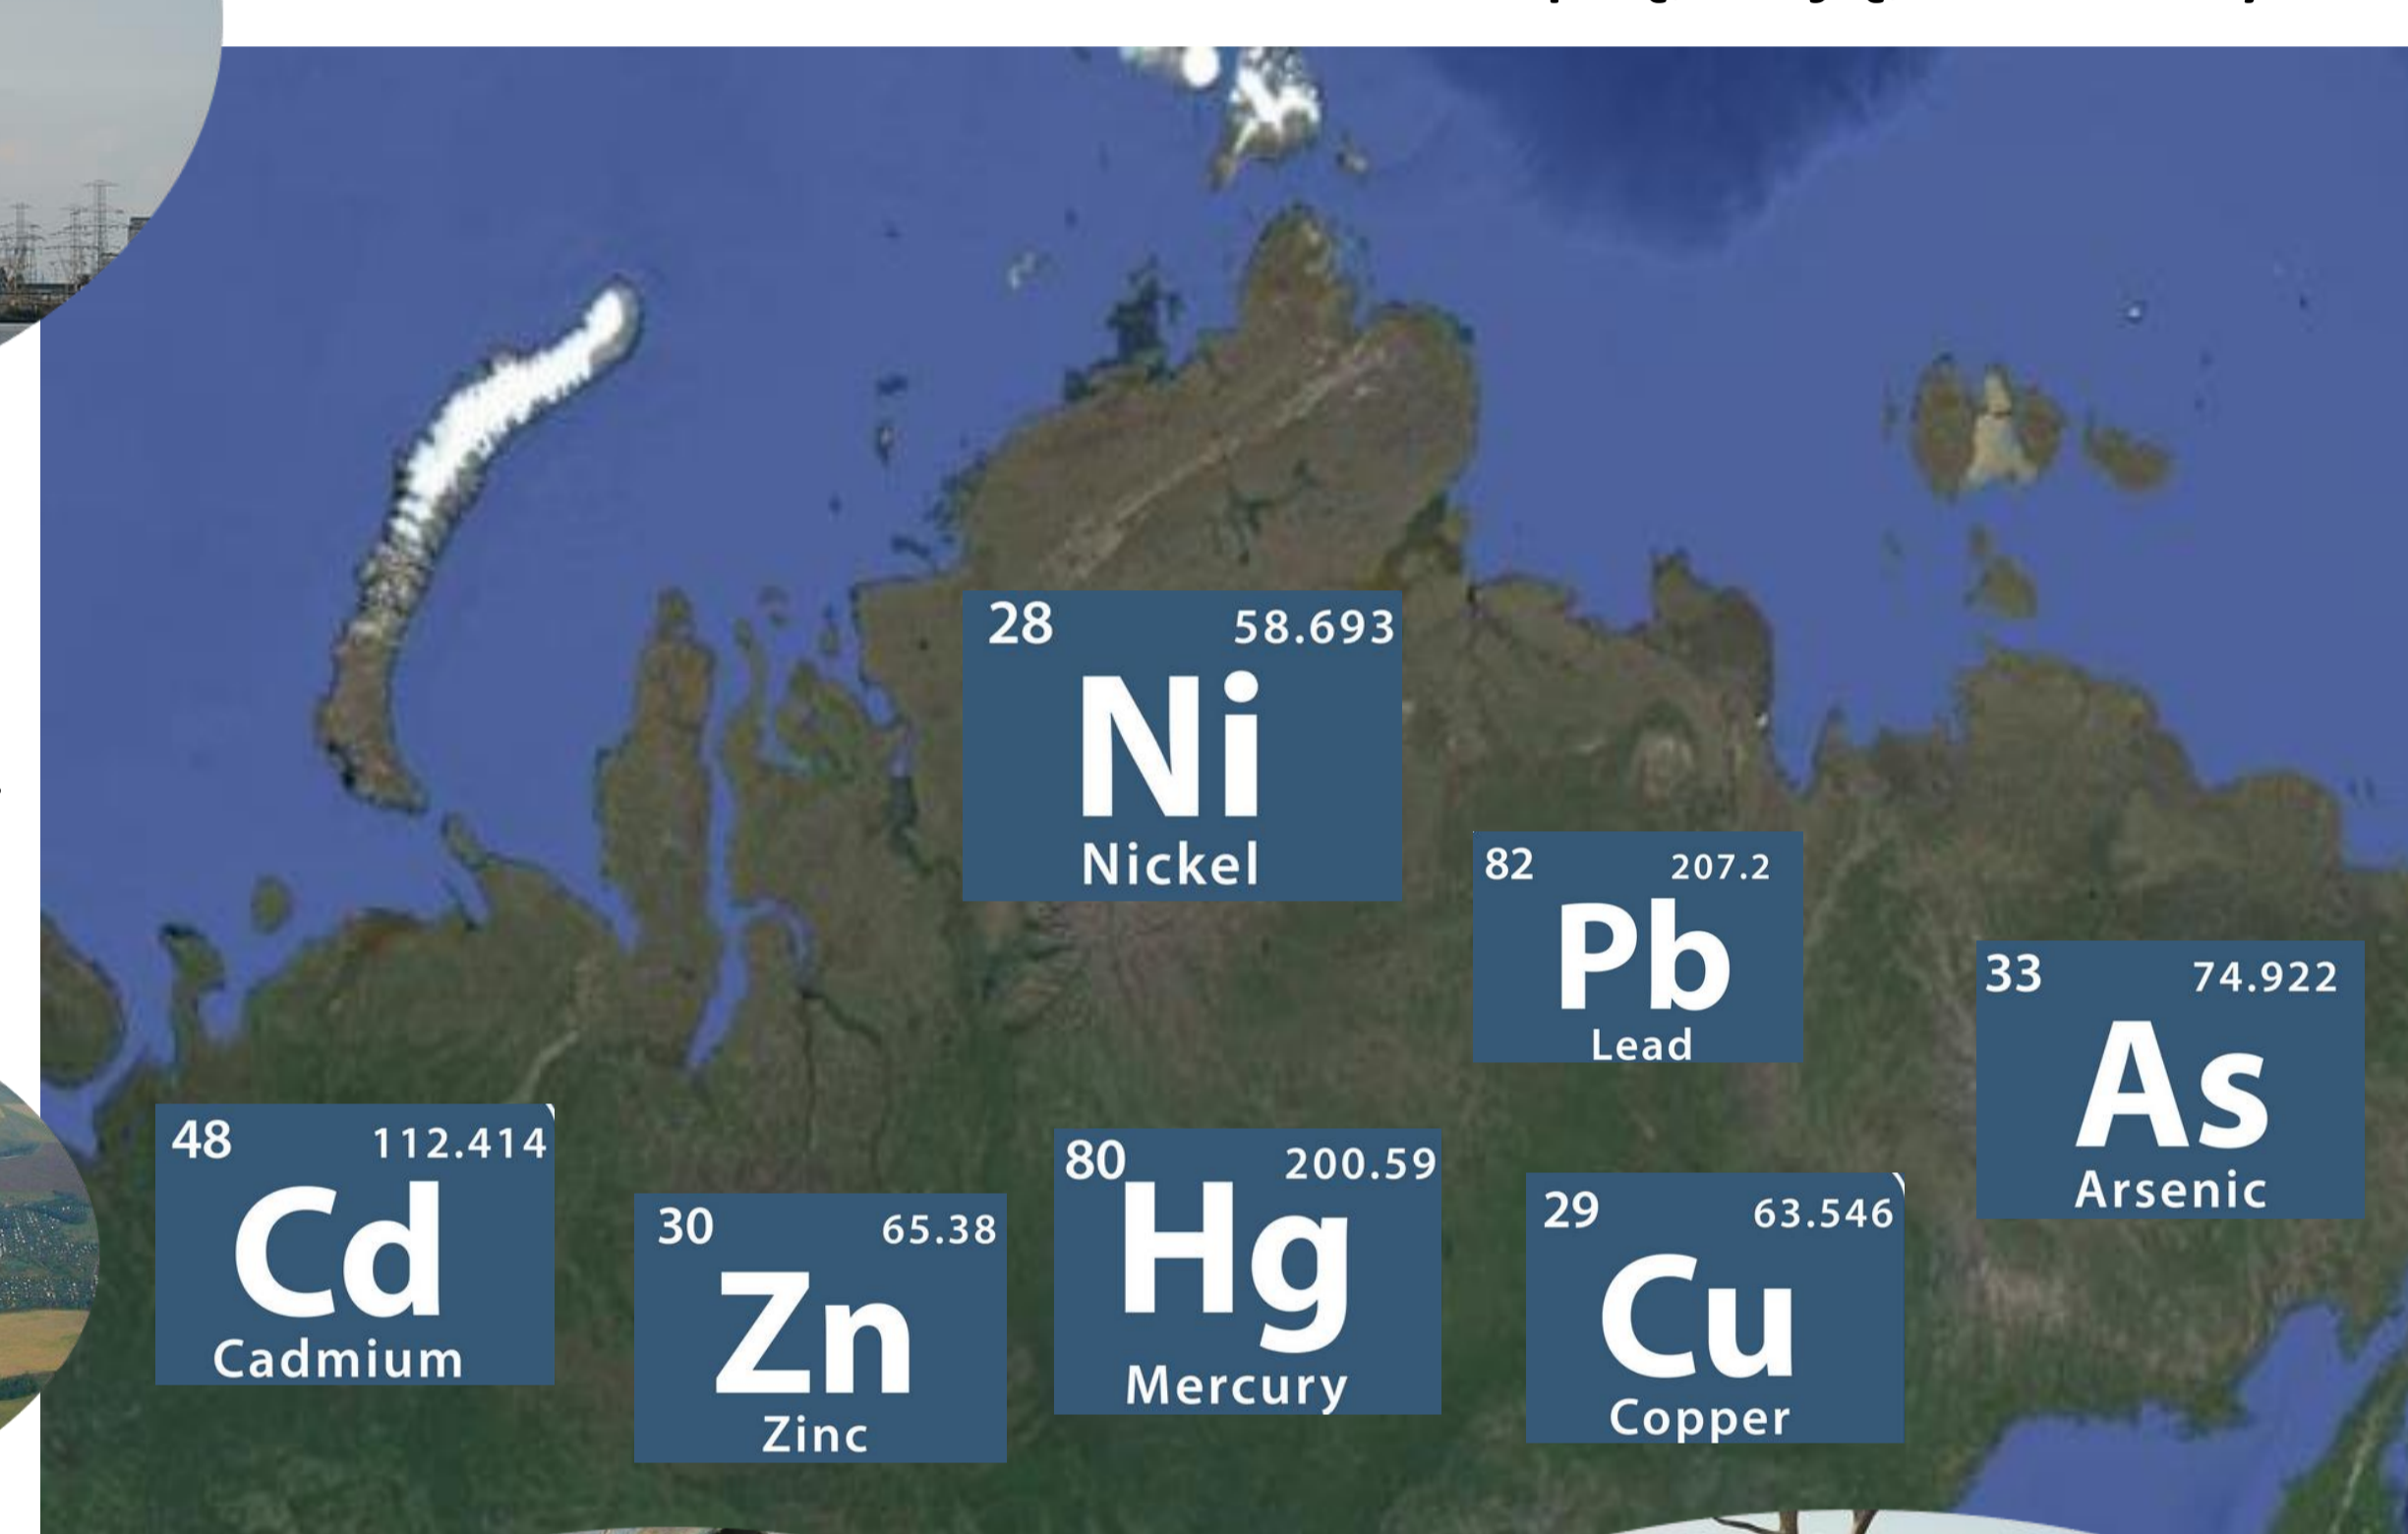 28 58.693
Ni
Nickel
82 207.2
Pb
Lead
33 74.922
As
Arsenic
48 112.414
Cd
Cadmium
30 65.38
Zn
Zinc
80 200.59
Hg
Mercury
29 63.546
Cu
Copper